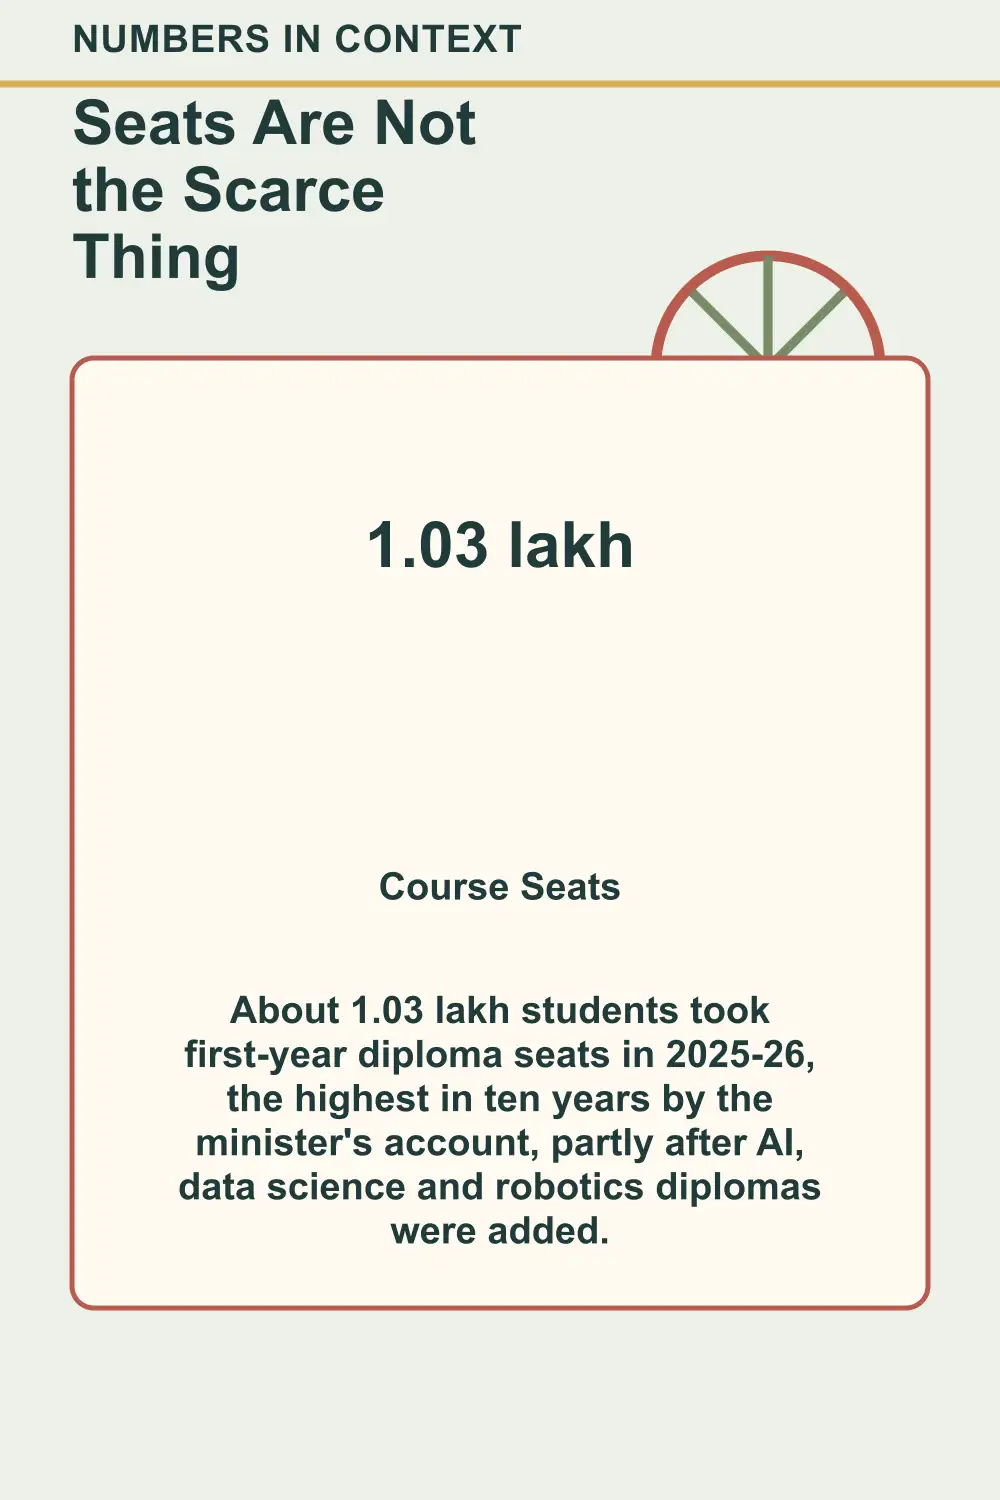 NUMBERS IN CONTEXT
Seats Are Not
the Scarce
Thing
1.03 lakh
Course Seats
About 1.03 lakh students took
first-year diploma seats in 2025-26,
the highest in ten years by the
minister's account, partly after AI,
data science and robotics diplomas
were added.